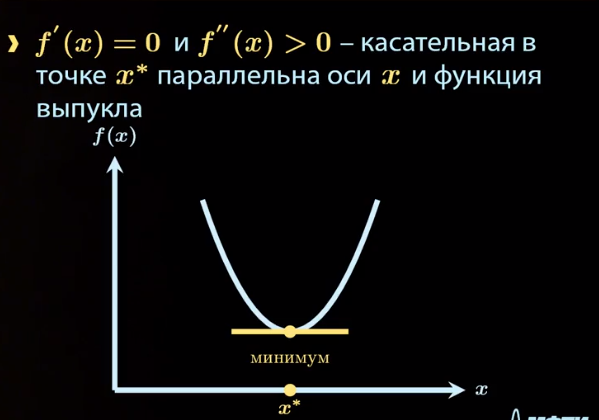 ❱ f′(x) = 0 и f″(x) > 0 – касательная в
точке x* параллельна оси x и функция
выпукла
f(x)
минимум
x
x*